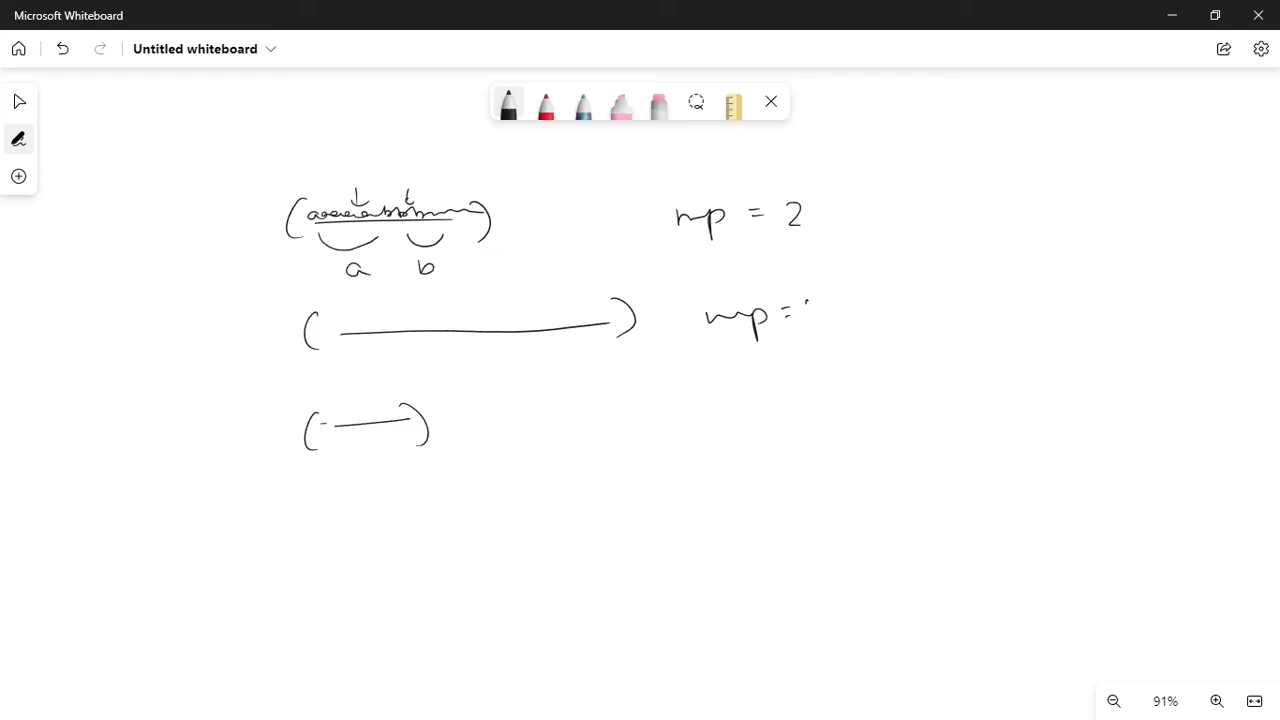 Microsoft Whiteboard
Untitled whiteboard
mp = 2
a b
mp =
91%